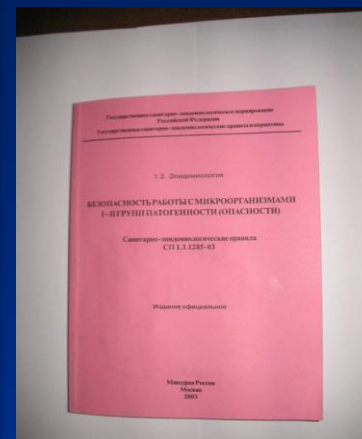 Государственное санитарно-эпидемиологическое нормирование
Российской Федерации
Государственные санитарно-эпидемиологические правила и нормативы
1.3. Эпидемиология
БЕЗОПАСНОСТЬ РАБОТЫ С МИКРООРГАНИЗМАМИ
I–II ГРУПП ПАТОГЕННОСТИ (ОПАСНОСТИ)
Санитарно-эпидемиологические правила
СП 1.3.1285-03
Издание официальное
Минздрав России
Москва
2003